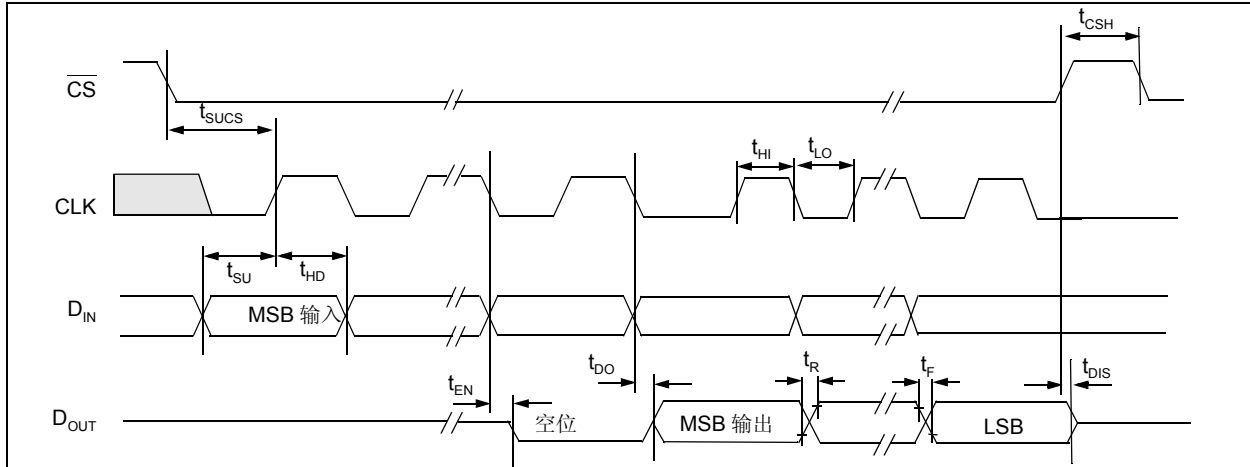 tCSH
CS
tSUCS
tHI
tLO
CLK
tSU
tHD
DIN
MSB 输入
tEN
tDO
tR
tF
tDIS
DOUT
空位
MSB 输出
LSB